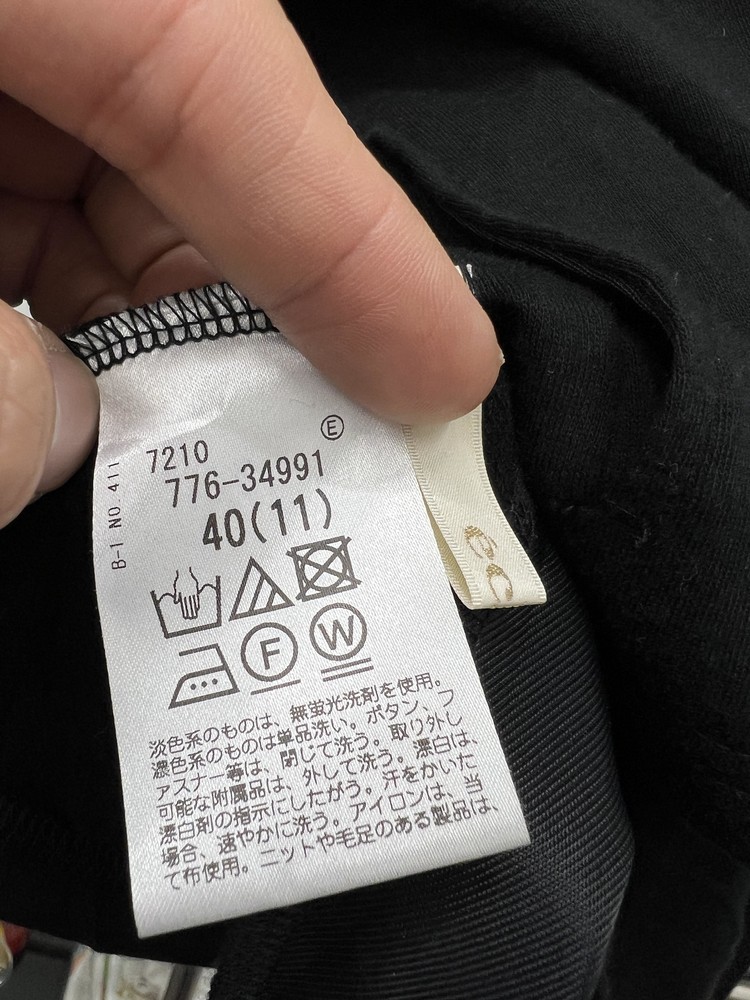 E
7210
776-34991
40(11)
B-1 NO.411
F
W
淡色系のものは、無蛍光洗剤を使用。
濃色系のものは単品洗い。ボタン、フ
ァスナー等は、閉じて洗う。取り外し
可能な附属品は、外して洗う。漂白は、
漂白剤の指示にしたがう。汗をかいた
場合、速やかに洗う。アイロンは、当
て布使用。ニットや毛足のある製品は、